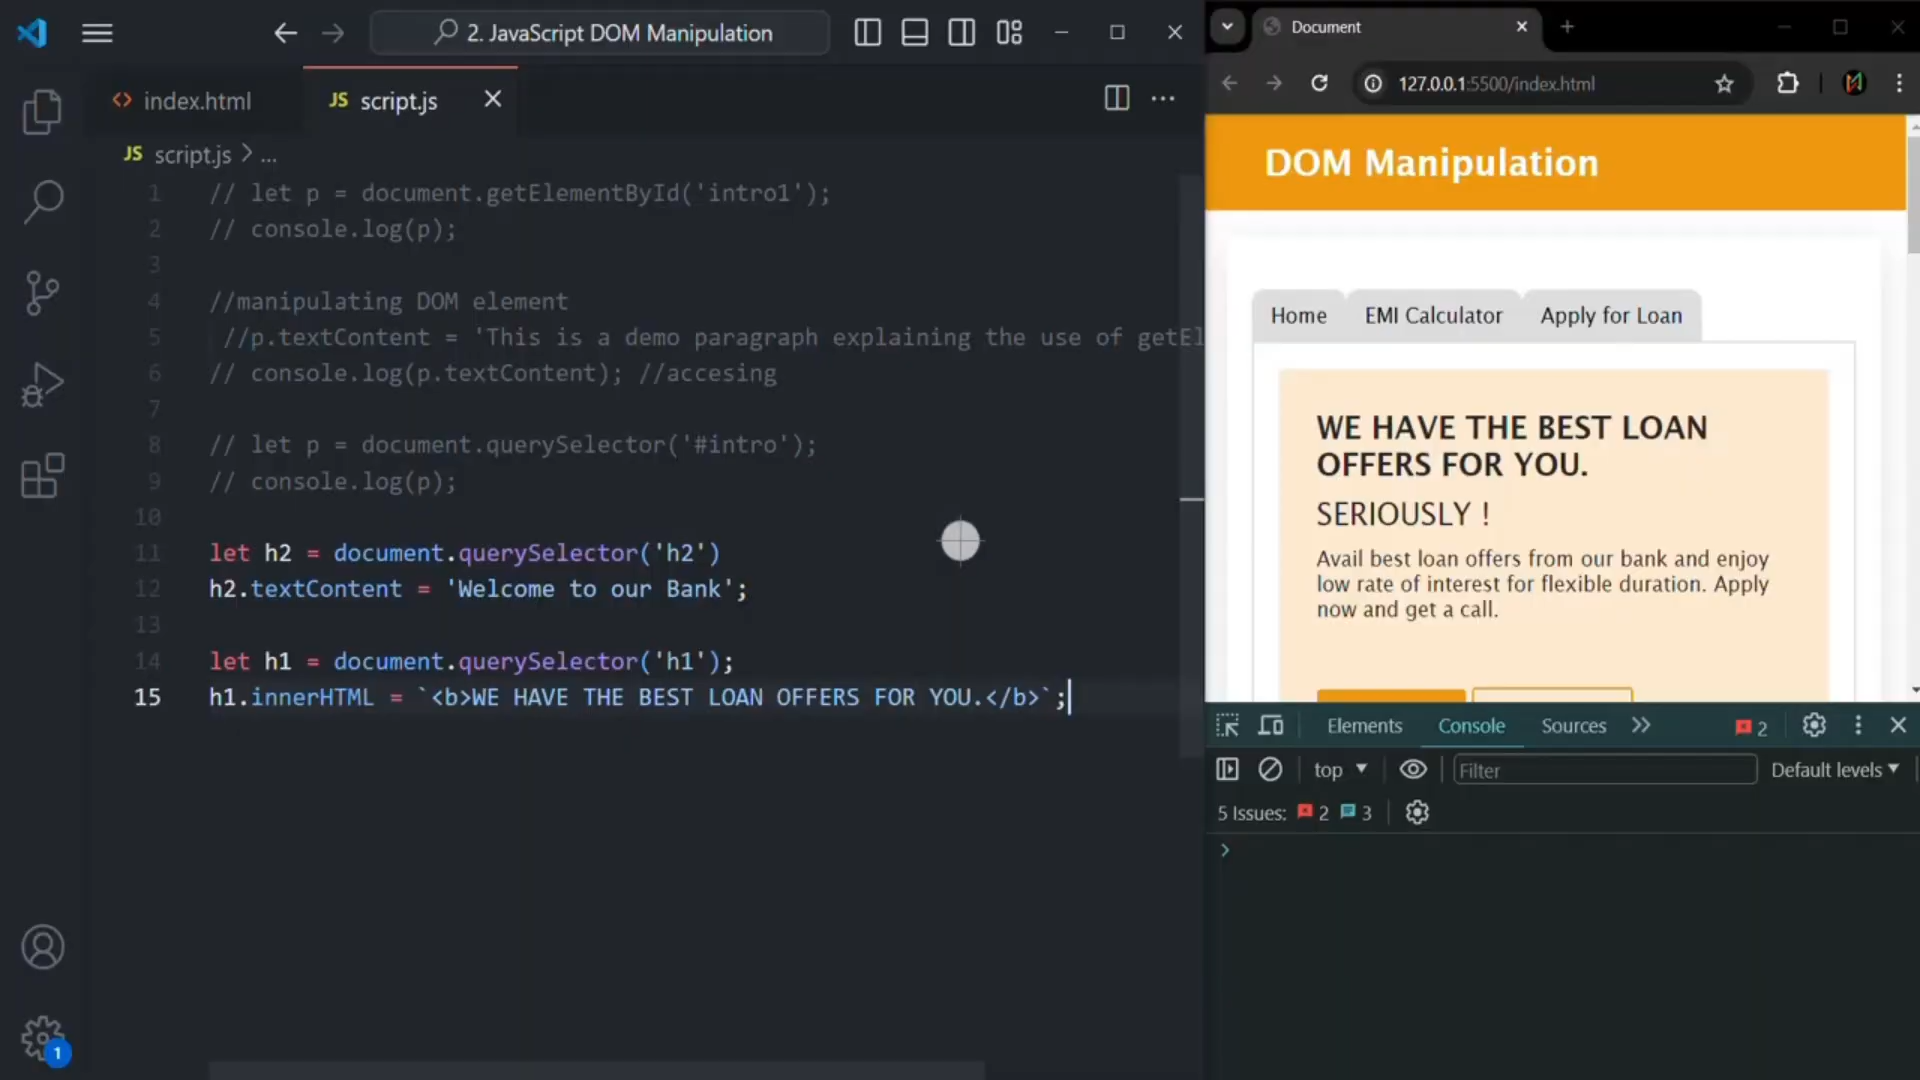 2. JavaScript DOM Manipulation
index.html
JS script.js
JS script.js > ...
1 // let p = document.getElementById('intro1');
2 // console.log(p);
3
4 //manipulating DOM element
5 //p.textContent = 'This is a demo paragraph explaining the use of getEl
6 // console.log(p.textContent); //accesing
7
8 // let p = document.querySelector('#intro');
9 // console.log(p);
10
11 let h2 = document.querySelector('h2')
12 h2.textContent = 'Welcome to our Bank';
13
14 let h1 = document.querySelector('h1');
15 h1.innerHTML = `<b>WE HAVE THE BEST LOAN OFFERS FOR YOU.</b>`;
1
Document
127.0.0.1:5500/index.html
DOM Manipulation
Home EMI Calculator Apply for Loan
WE HAVE THE BEST LOAN
OFFERS FOR YOU.
SERIOUSLY !
Avail best loan offers from our bank and enjoy
low rate of interest for flexible duration. Apply
now and get a call.
Elements Console Sources 2
top Filter Default levels
5 Issues: 2 3